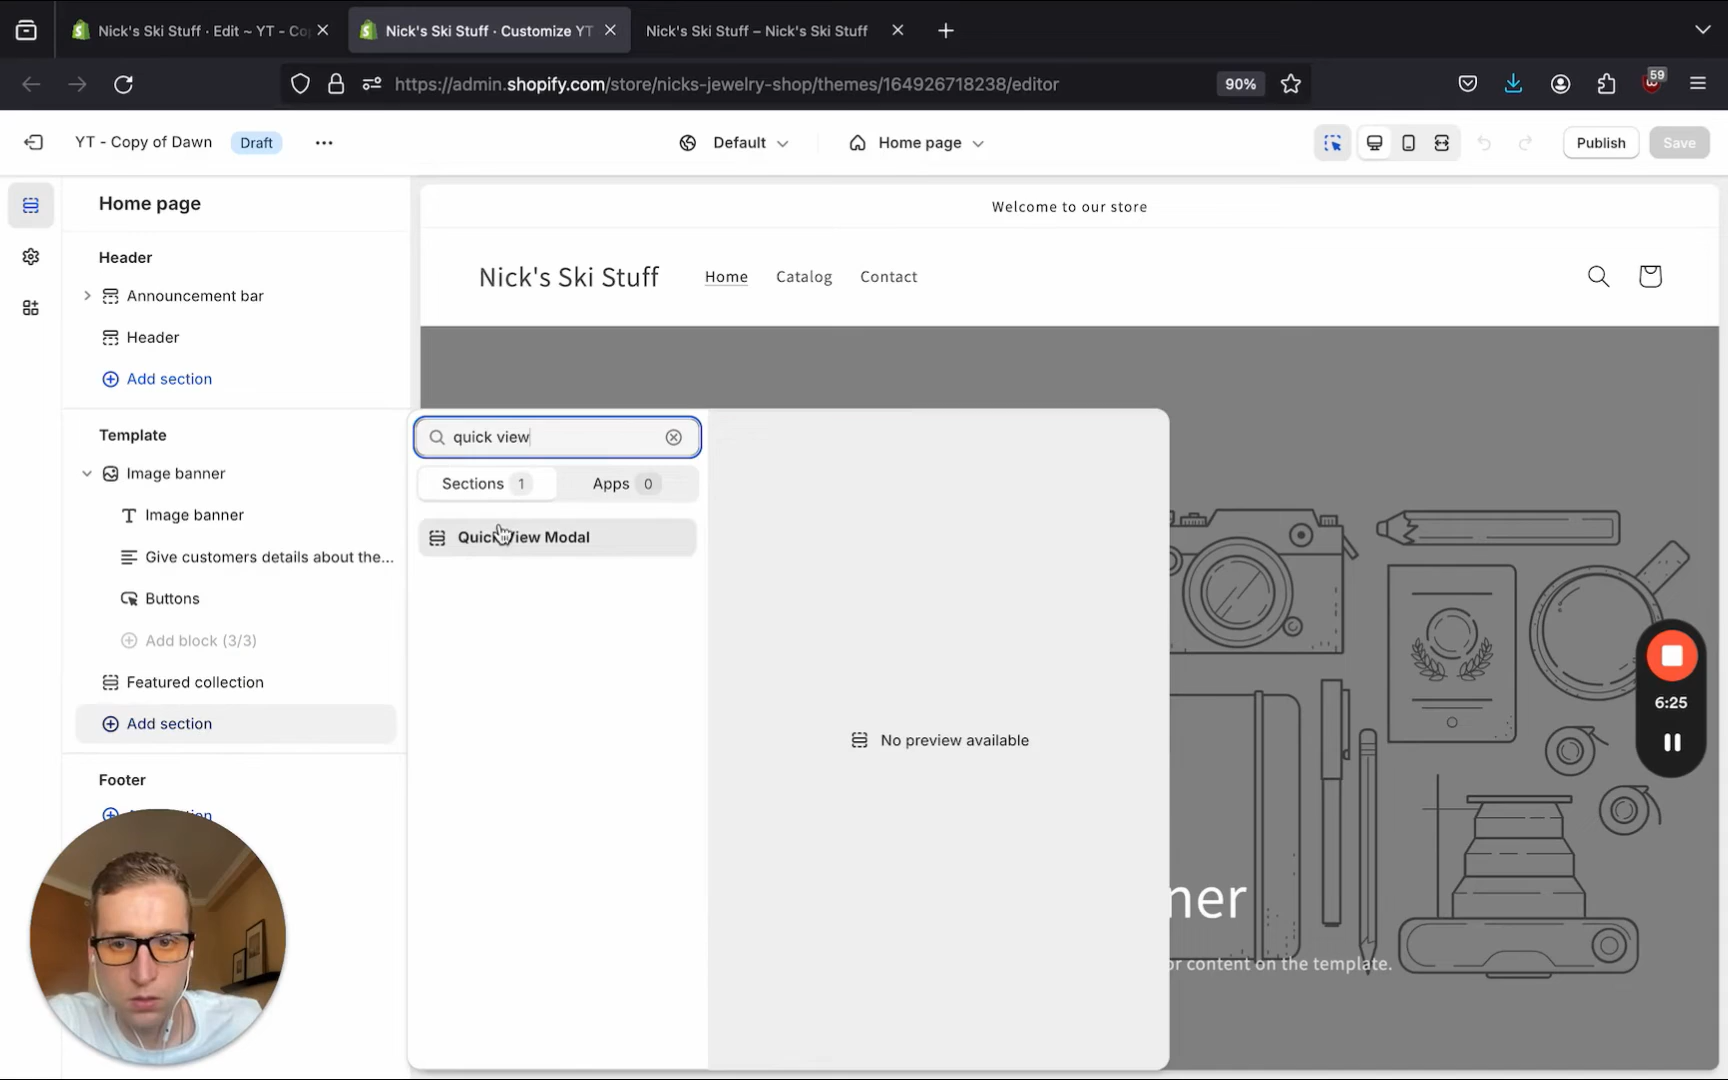 Nick's Ski Stuff · Edit ~ YT - Co
Nick's Ski Stuff · Customize YT
Nick's Ski Stuff – Nick's Ski Stuff
https://admin.shopify.com/store/nicks-jewelry-shop/themes/164926718238/editor
90%
59
YT - Copy of Dawn
Draft
Default
Home page
Publish
Save
Home page
Header
Announcement bar
Header
Add section
Template
Image banner
Image banner
Give customers details about the...
Buttons
Add block (3/3)
Featured collection
Add section
Footer
quick view
Sections 1
Apps 0
Quick View Modal
No preview available
Welcome to our store
Nick's Ski Stuff
Home
Catalog
Contact
ner
or content on the template.
6:25